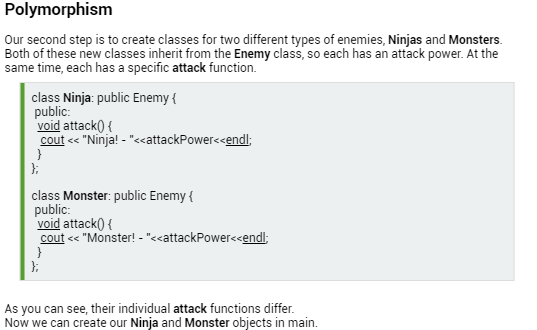 Polymorphism
Our second step is to create classes for two different types of enemies, Ninjas and Monsters.
Both of these new classes inherit from the Enemy class, so each has an attack power. At the
same time, each has a specific attack function.
class Ninja: public Enemy {
public:
void attack() {
cout << "Ninja! - "<<attackPower<<endl;
}
};
class Monster: public Enemy {
public:
void attack() {
cout << "Monster! - "<<attackPower<<endl;
}
};
As you can see, their individual attack functions differ.
Now we can create our Ninja and Monster objects in main.